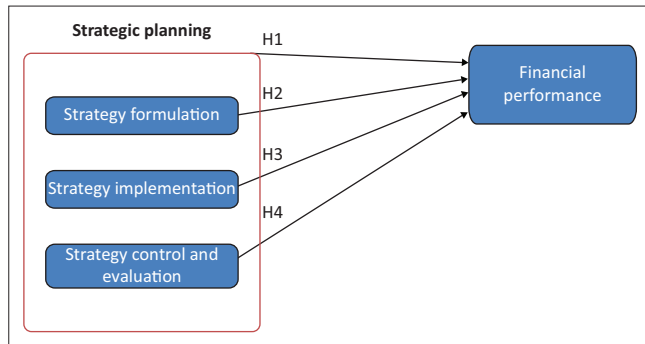 Strategic planning
H1
Financial
performance
H2
Strategy formulation
H3
Strategy implementation
H4
Strategy control and
evaluation